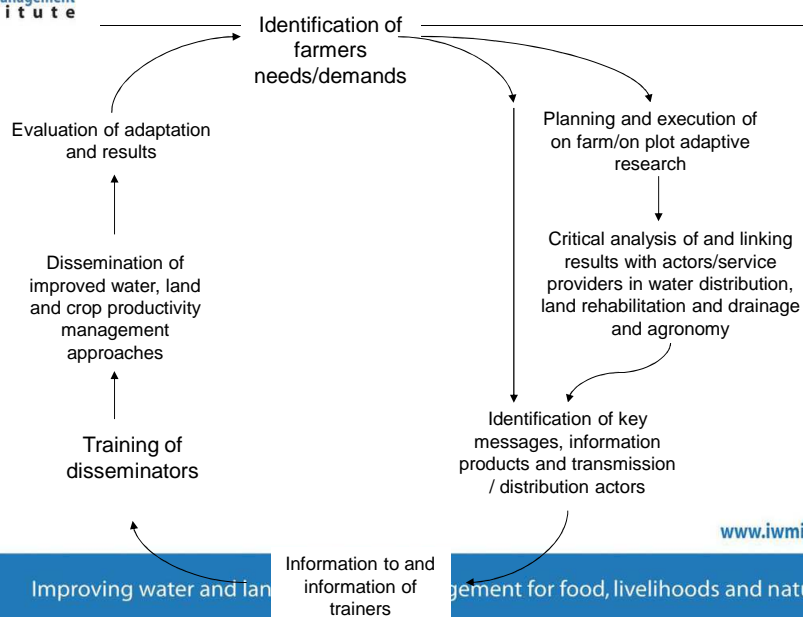 itute
Identification of
farmers
needs/demands
Evaluation of adaptation
and results
Planning and execution of
on farm/on plot adaptive
research
Dissemination of
improved water, land
and crop productivity
management
approaches
Critical analysis of and linking
results with actors/service
providers in water distribution,
land rehabilitation and drainage
and agronomy
Training of
disseminators
Identification of key
messages, information
products and transmission
/ distribution actors
www.iwmi
Information to and
information of
trainers
Improving water and lan gement for food, livelihoods and natu